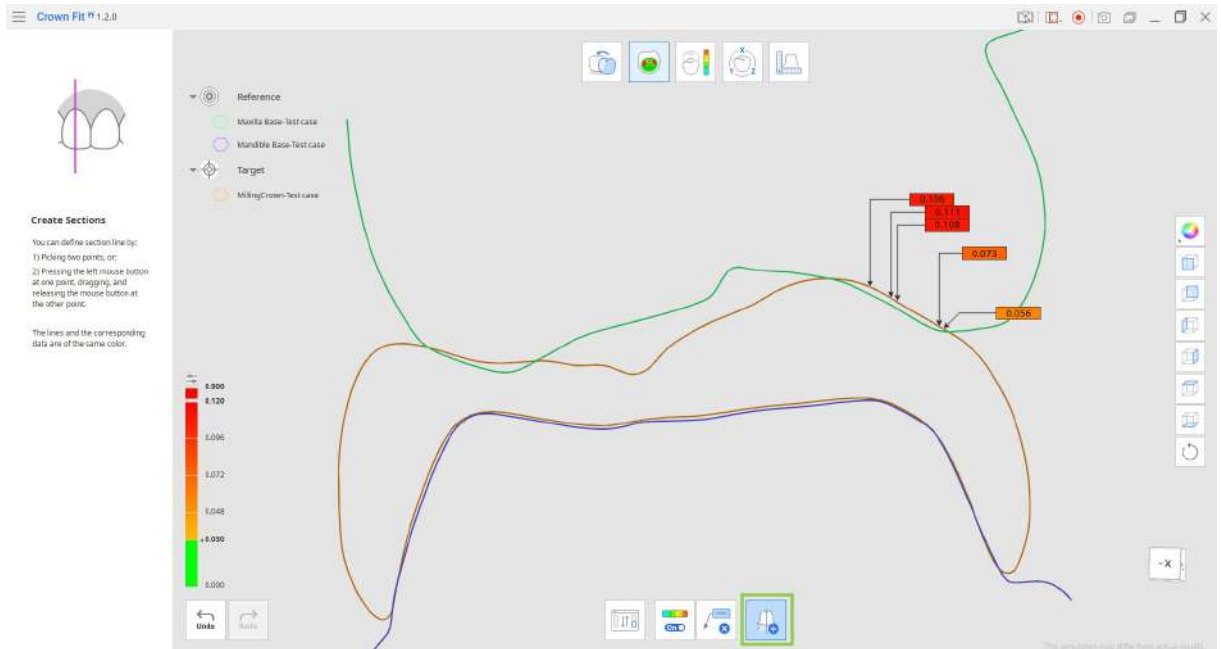 Crown Fit PF 1.2.0
Reference
Maxilla Base-Test case
Mandible Base-Test case
Target
MillingCrown-Test case
Create Sections
You can define section line by:
1) Picking two points, or;
2) Pressing the left mouse button
at one point, dragging, and
releasing the mouse button at
the other point.
The lines and the corresponding
data are of the same color.
0.106
0.111
0.108
0.073
0.056
0.900
0.120
0.096
0.072
0.048
±0.030
0.000
X
Y
Z
-X
On
Undo
Redo